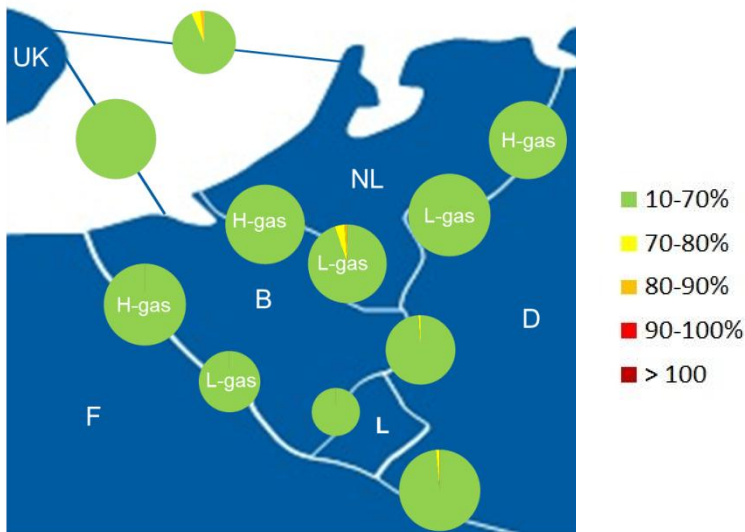 UK
H-gas
NL
H-gas
L-gas
L-gas
H-gas
B
D
L-gas
F
L
10-70%
70-80%
80-90%
90-100%
> 100